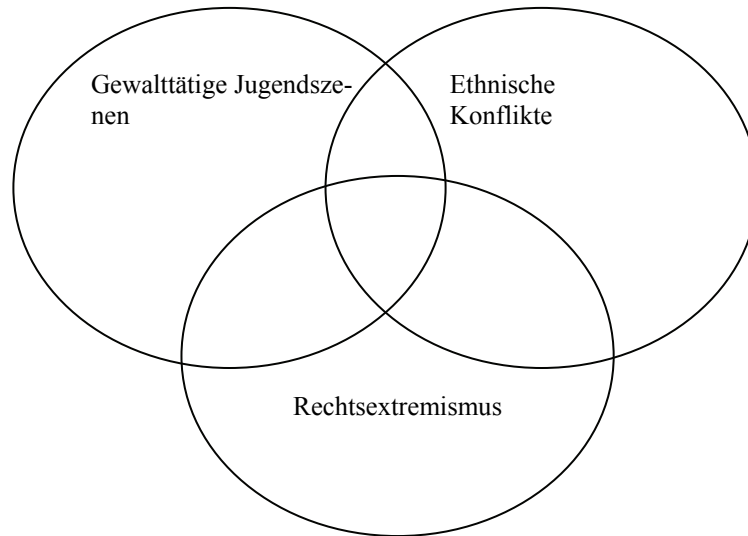 Gewalttätige Jugendsze-
nen
Ethnische
Konflikte
Rechtsextremismus